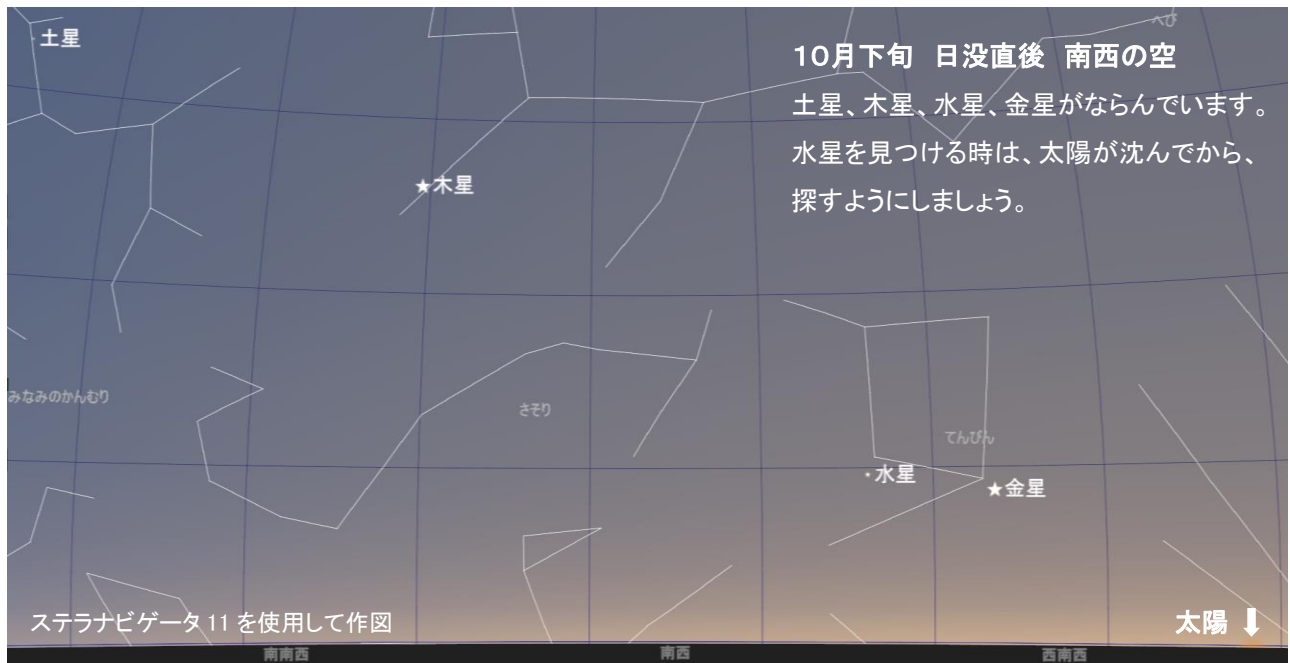 土星
へび
10月下旬 日没直後 南西の空
土星、木星、水星、金星がならんでいます。
水星を見つける時は、太陽が沈んでから、
探すようにしましょう。
★木星
みなみのかんむり
さそり
てんびん
水星
★金星
ステラナビゲータ11を使用して作図
太陽 ⬇
南南西
南西
西南西